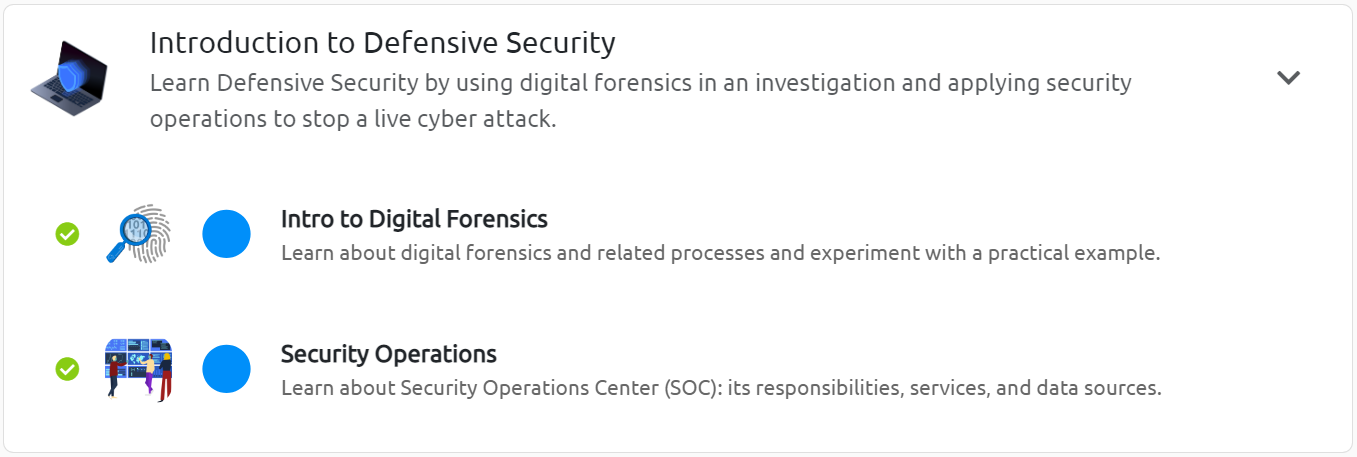 Introduction to Defensive Security
Learn Defensive Security by using digital forensics in an investigation and applying security
operations to stop a live cyber attack.
Intro to Digital Forensics
Learn about digital forensics and related processes and experiment with a practical example.
Security Operations
Learn about Security Operations Center (SOC): its responsibilities, services, and data sources.